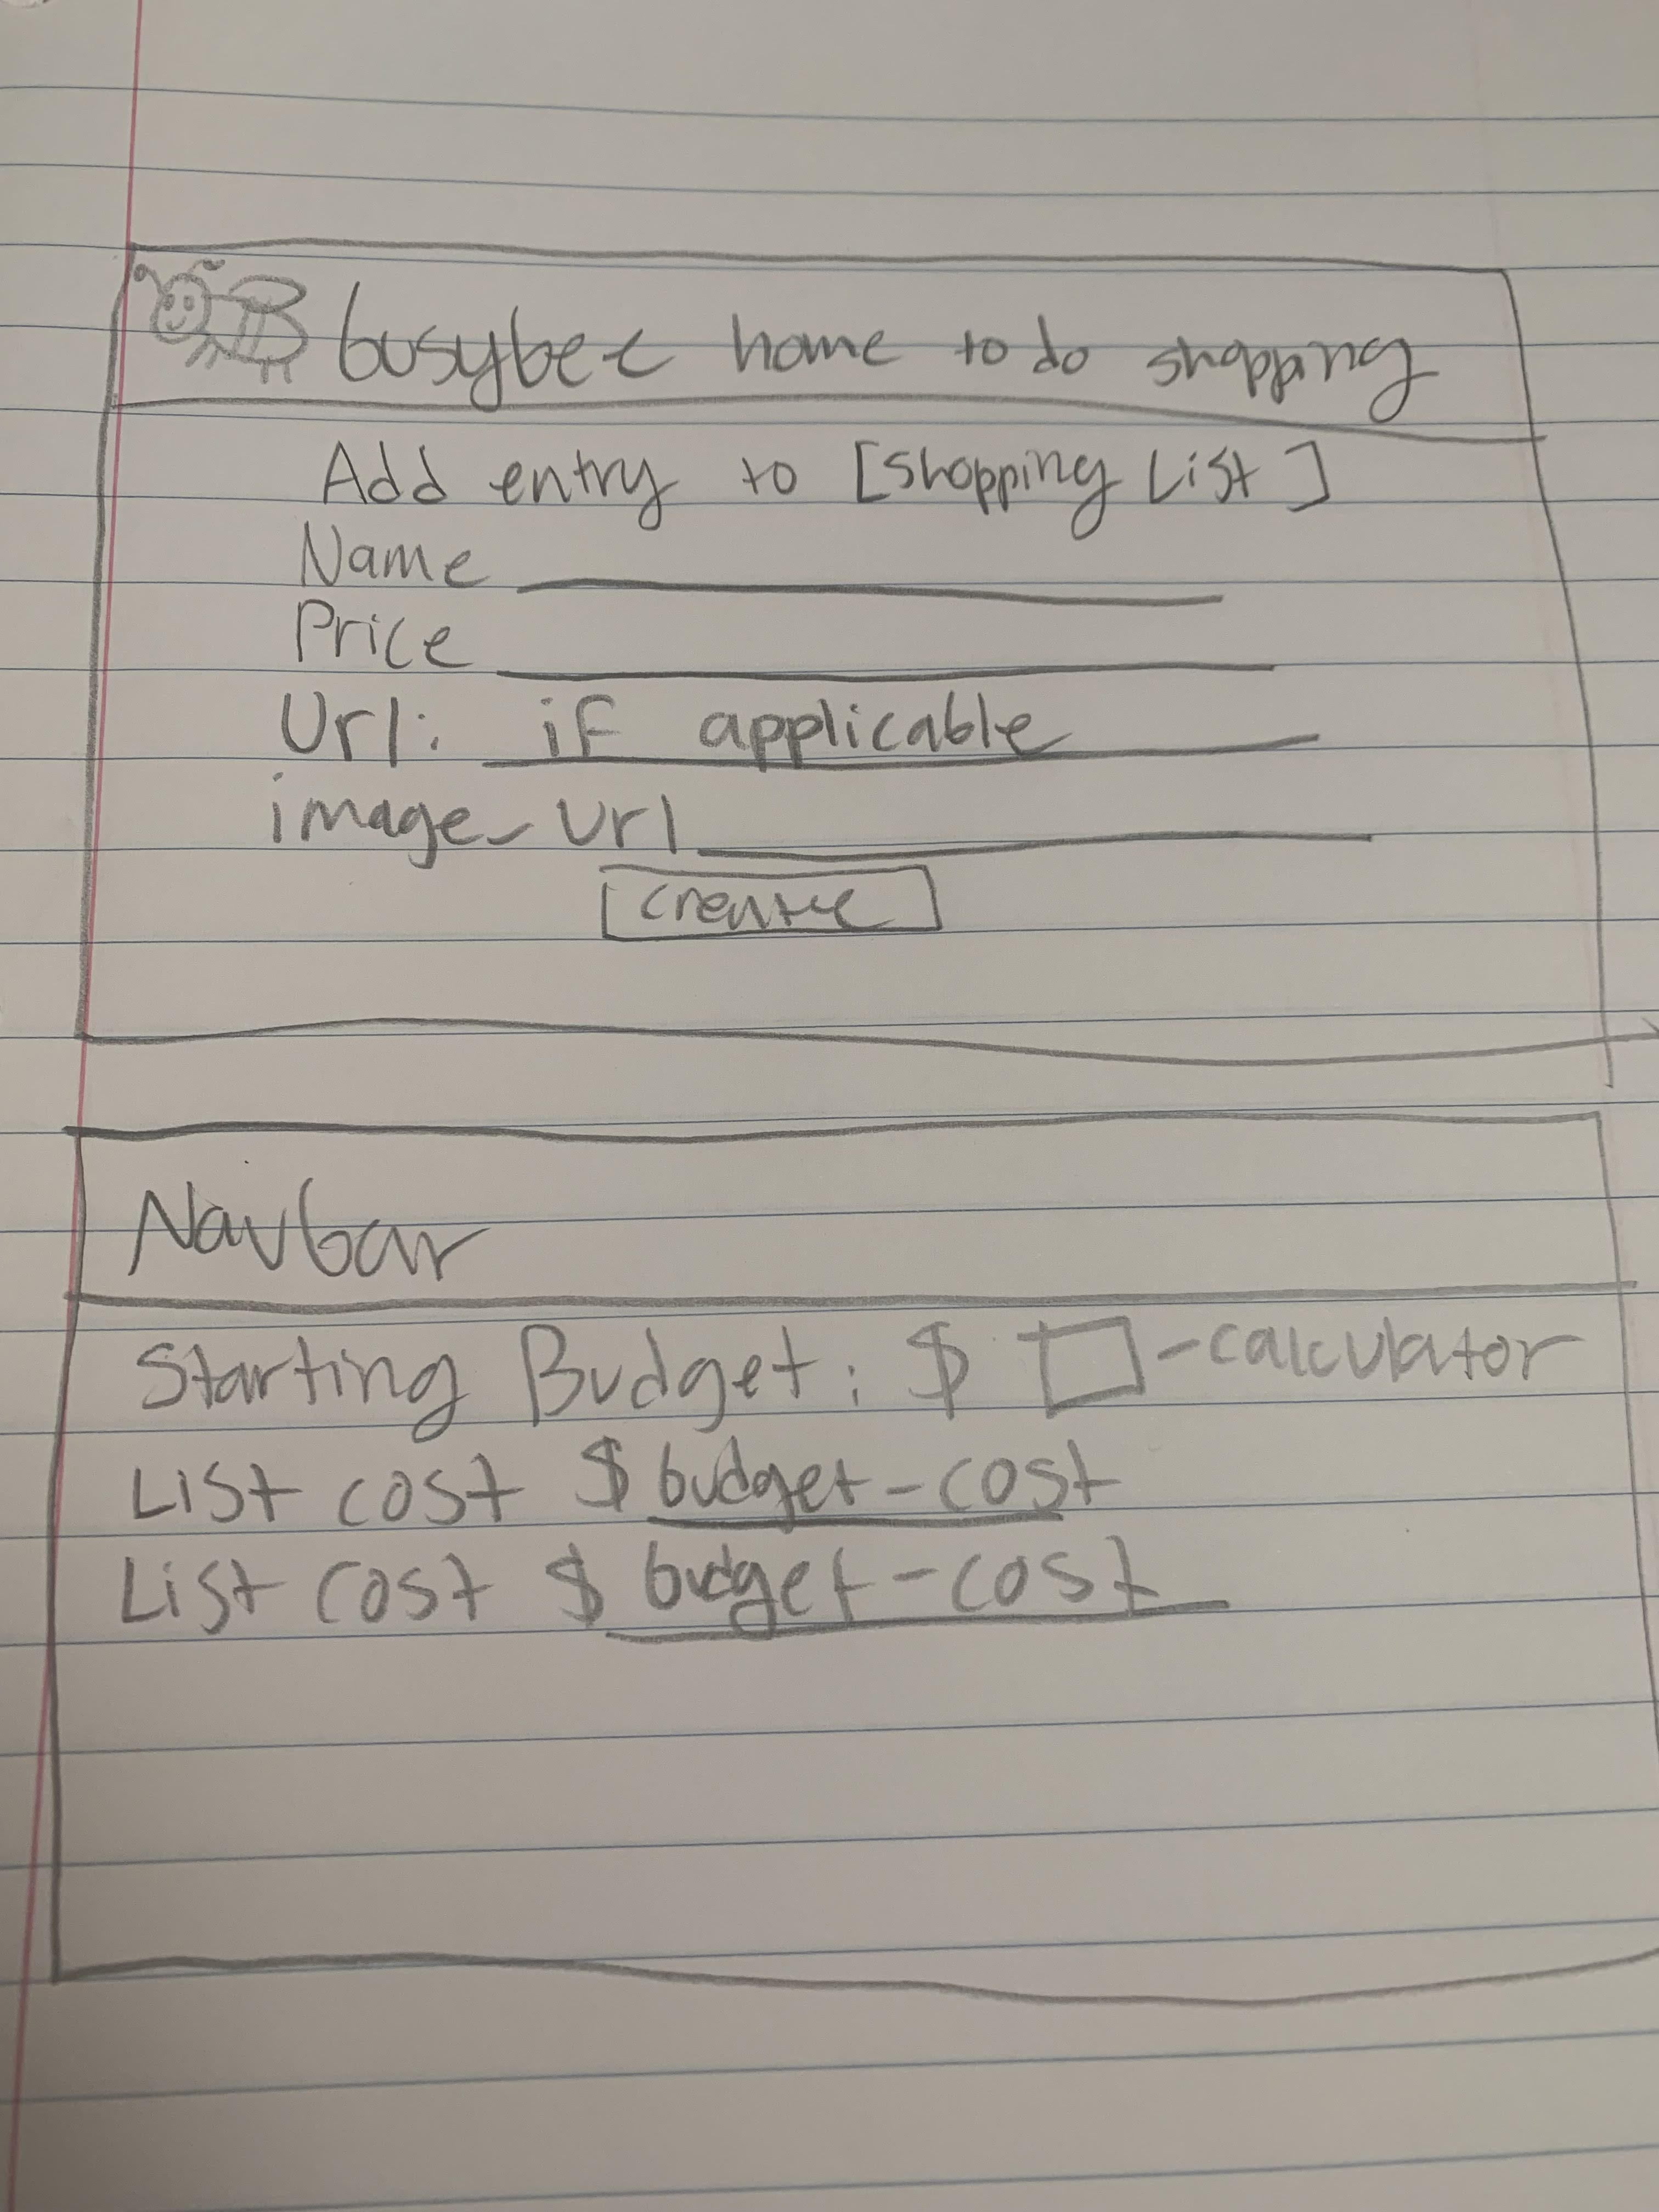 busybee home to do shopping
Add entry to [Shopping List]
Name
Price
Url: if applicable
image_url
create
Navbar
Starting Budget: $ -calculator
List cost $ budget-cost
List cost $ budget-cost